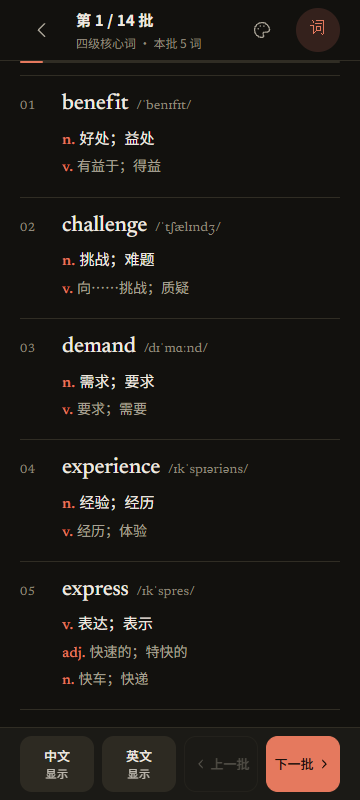 第 1 / 14 批
四级核心词 · 本批 5 词
词
01 benefit /ˈbenɪfɪt/
n. 好处；益处
v. 有益于；得益
02 challenge /ˈtʃælɪndʒ/
n. 挑战；难题
v. 向……挑战；质疑
03 demand /dɪˈmɑːnd/
n. 需求；要求
v. 要求；需要
04 experience /ɪkˈspɪəriəns/
n. 经验；经历
v. 经历；体验
05 express /ɪkˈspres/
v. 表达；表示
adj. 快速的；特快的
n. 快车；快递
中文 英文 上一批 下一批
显示 显示